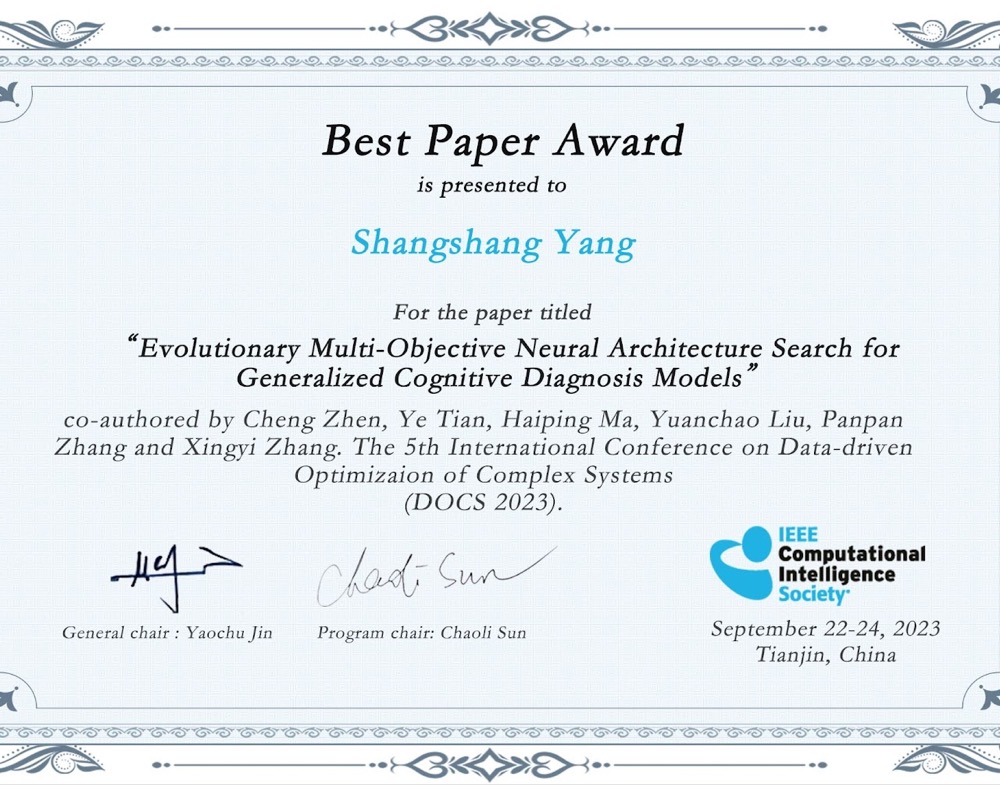 Best Paper Award
is presented to
Shangshang Yang
For the paper titled
“Evolutionary Multi-Objective Neural Architecture Search for
Generalized Cognitive Diagnosis Models”
co-authored by Cheng Zhen, Ye Tian, Haiping Ma, Yuanchao Liu, Panpan
Zhang and Xingyi Zhang. The 5th International Conference on Data-driven
Optimizaion of Complex Systems
(DOCS 2023).
Chaoli Sun
General chair : Yaochu Jin
Program chair: Chaoli Sun
IEEE
Computational
Intelligence
Society
September 22-24, 2023
Tianjin, China